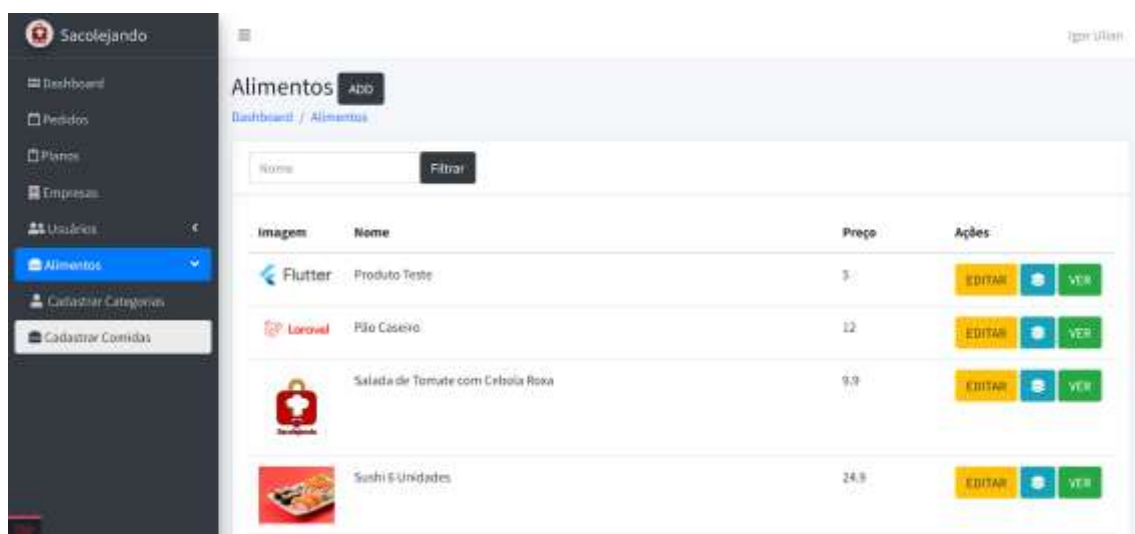 Sacolejando
Igor Ulian
Dashboard
Pedidos
Planos
Empresas
Usuários
Alimentos
Cadastrar Categorias
Cadastrar Comidas
Alimentos ADD
Dashboard / Alimentos
Nome Filtrar
Imagem Nome Preço Ações
Flutter Produto Teste 5 EDITAR VER
Laravel Pão Caseiro 12 EDITAR VER
Salada de Tomate com Cebola Roxa 9.9 EDITAR VER
Sacolejando
Sushi 6 Unidades 24.9 EDITAR VER